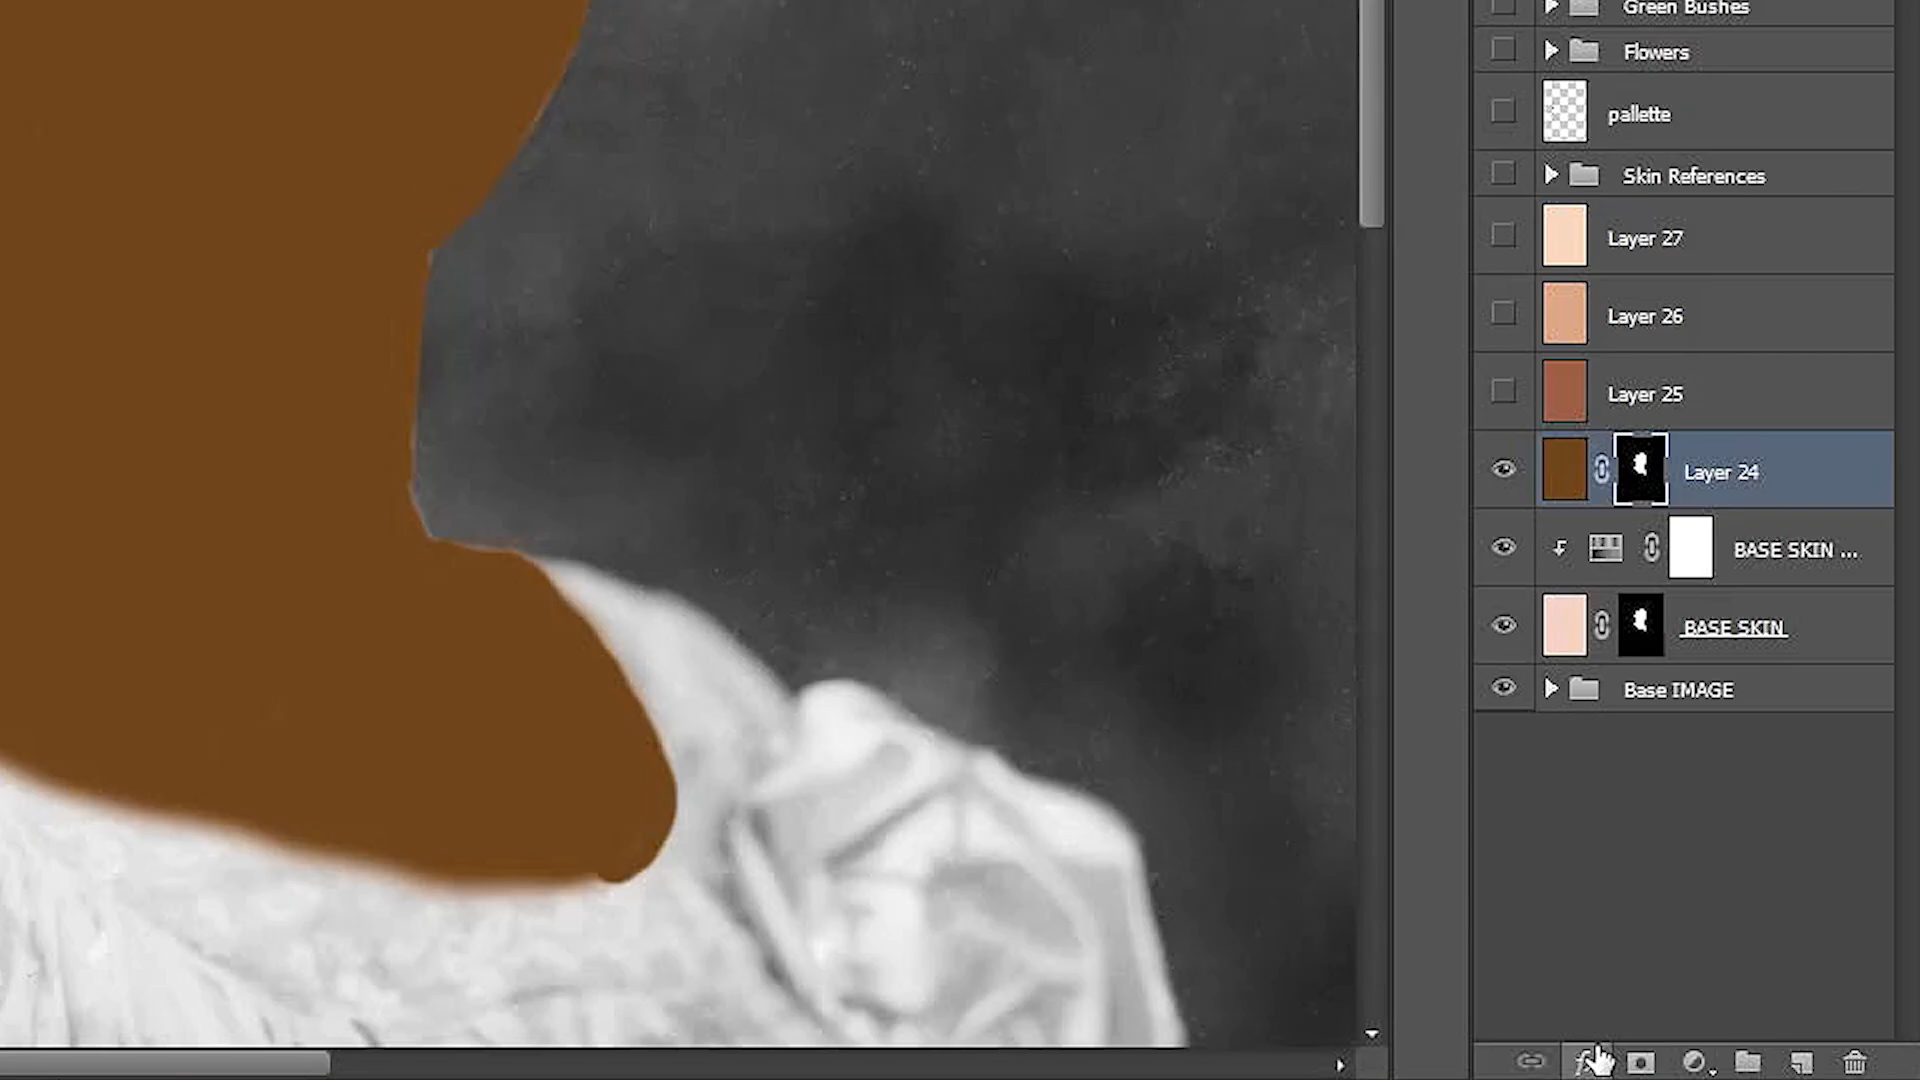 Green Bushes
Flowers
pallette
Skin References
Layer 27
Layer 26
Layer 25
Layer 24
BASE SKIN ...
BASE SKIN
Base IMAGE